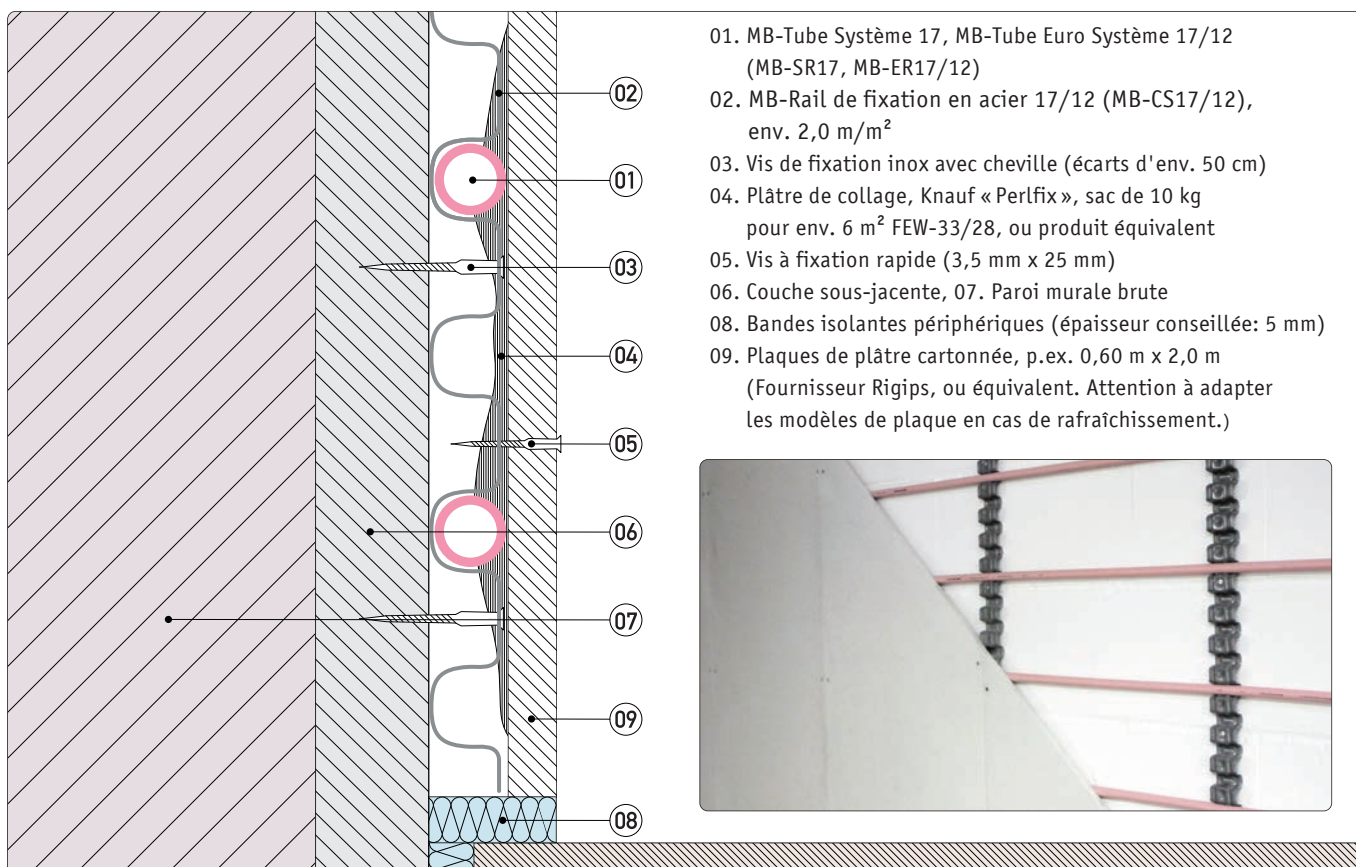 01. MB-Tube Système 17, MB-Tube Euro Système 17/12
(MB-SR17, MB-ER17/12)
02. MB-Rail de fixation en acier 17/12 (MB-CS17/12),
env. 2,0 m/m²
03. Vis de fixation inox avec cheville (écarts d'env. 50 cm)
04. Plâtre de collage, Knauf « Perlfix », sac de 10 kg
pour env. 6 m² FEW-33/28, ou produit équivalent
05. Vis à fixation rapide (3,5 mm x 25 mm)
06. Couche sous-jacente, 07. Paroi murale brute
08. Bandes isolantes périphériques (épaisseur conseillée: 5 mm)
09. Plaques de plâtre cartonnée, p.ex. 0,60 m x 2,0 m
(Fournisseur Rigips, ou équivalent. Attention à adapter
les modèles de plaque en cas de rafraîchissement.)
02
01
03
04
05
06
07
09
08